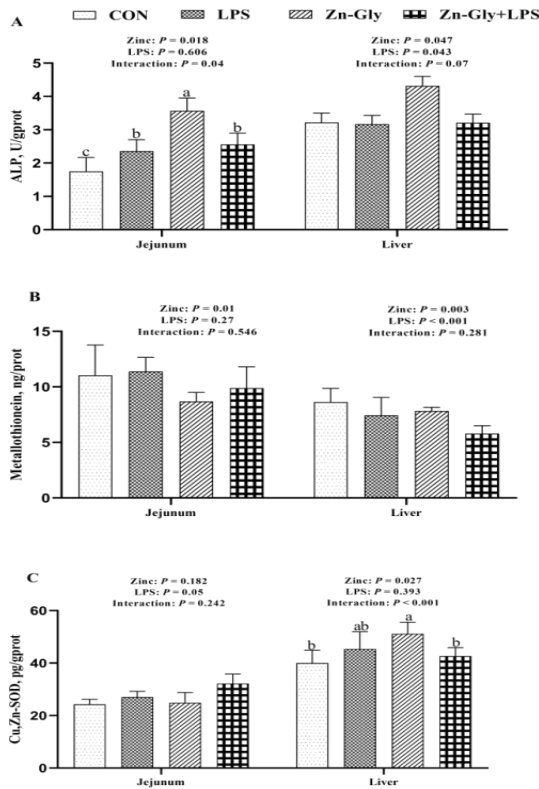 A
CON
LPS
Zn-Gly
Zn-Gly+LPS
Zinc: P = 0.018
LPS: P = 0.606
Interaction: P = 0.04
Zinc: P = 0.047
LPS: P = 0.043
Interaction: P = 0.07
ALP, U/gprot
5
4
3
2
1
0
c
b
a
b
Jejunum
Liver
B
Zinc: P = 0.01
LPS: P = 0.27
Interaction: P = 0.546
Zinc: P = 0.003
LPS: P < 0.001
Interaction: P = 0.281
Metallothionein, ng/prot
15
10
5
0
Jejunum
Liver
C
Zinc: P = 0.182
LPS: P = 0.05
Interaction: P = 0.242
Zinc: P = 0.027
LPS: P = 0.393
Interaction: P < 0.001
Cu,Zn-SOD, pg/gprot
60
40
20
0
b
ab
a
b
Jejunum
Liver